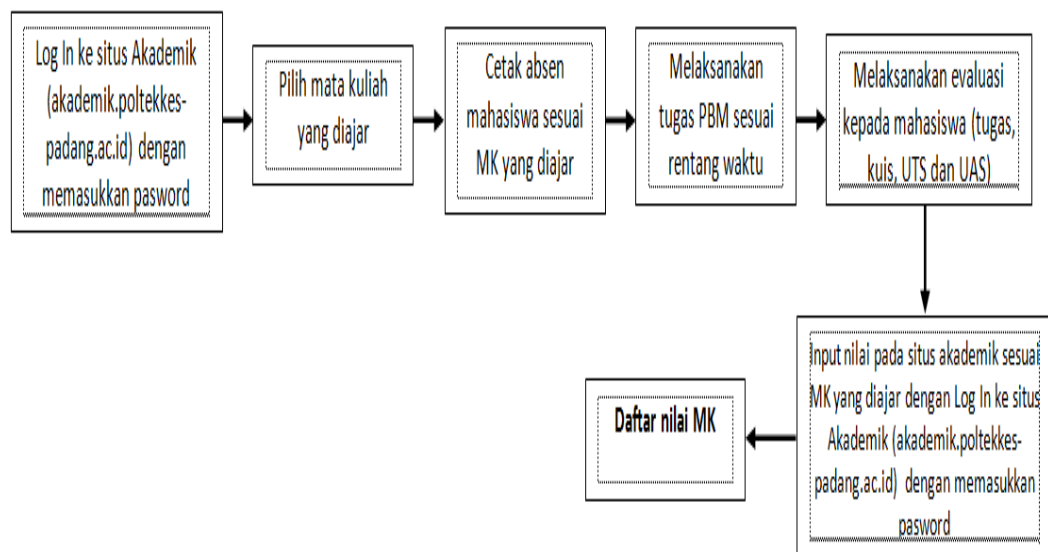 Log In ke situs Akademik
(akademik.poltekkes-
padang.ac.id) dengan
memasukkan pasword
Pilih mata kuliah
yang diajar
Cetak absen
mahasiswa sesuai
MK yang diajar
Melaksanakan
tugas PBM sesuai
rentang waktu
Melaksanakan evaluasi
kepada mahasiswa (tugas,
kuis, UTS dan UAS)
Input nilai pada situs akademik sesuai
MK yang diajar dengan Log In ke situs
Akademik (akademik.poltekkes-
padang.ac.id) dengan memasukkan
pasword
Daftar nilai MK